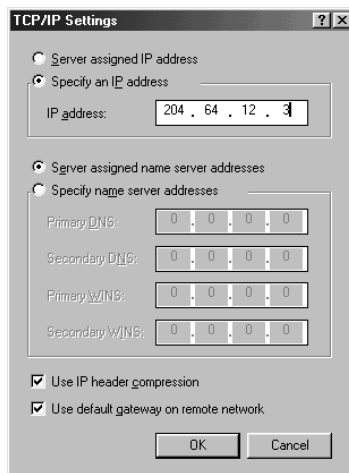 TCP/IP Settings
Server assigned IP address
Specify an IP address
IP address: 204 . 64 . 12 . 3
Server assigned name server addresses
Specify name server addresses
Primary DNS: 0 . 0 . 0 . 0
Secondary DNS: 0 . 0 . 0 . 0
Primary WINS: 0 . 0 . 0 . 0
Secondary WINS: 0 . 0 . 0 . 0
Use IP header compression
Use default gateway on remote network
OK Cancel